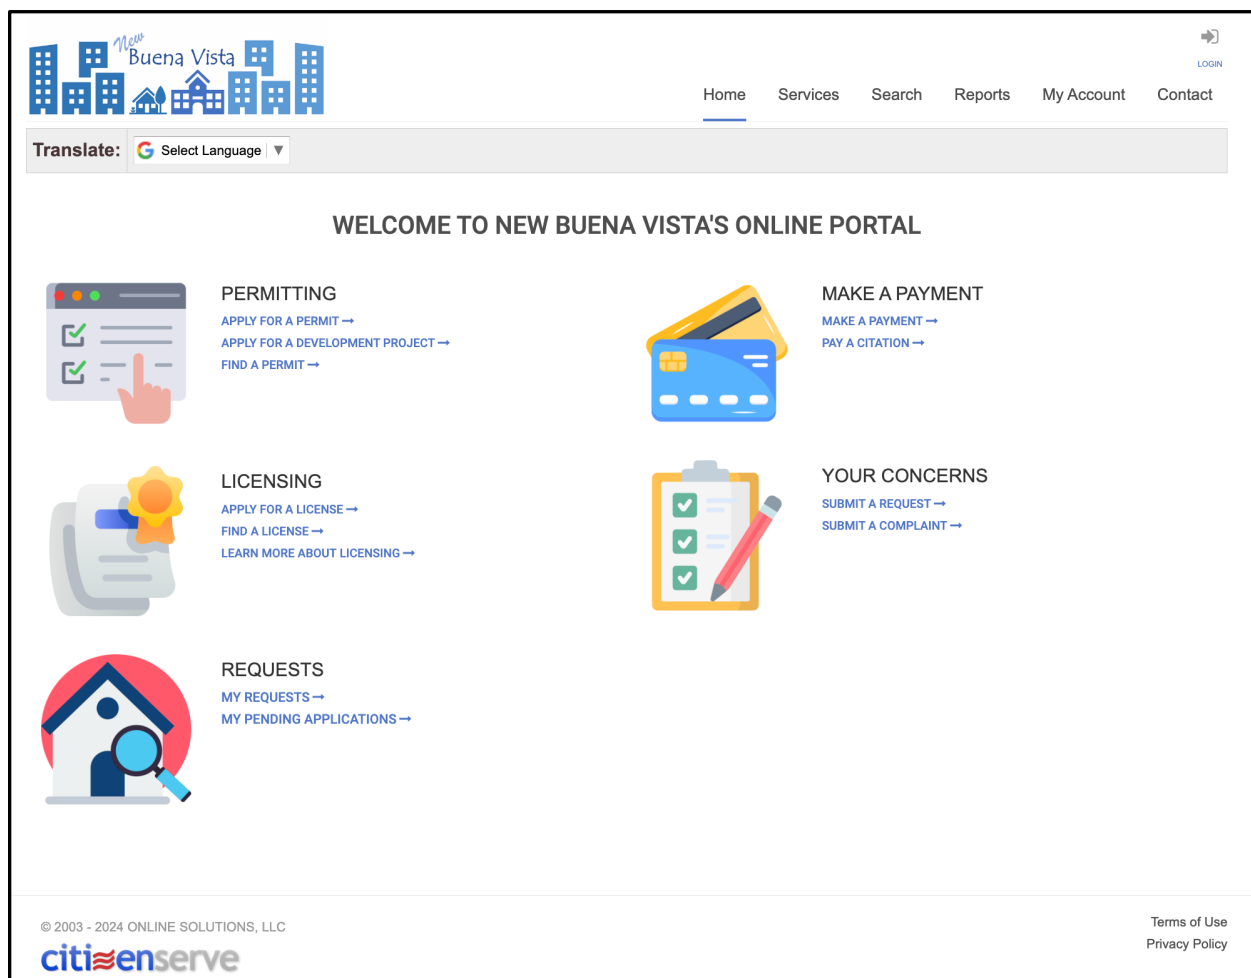 New
Buena Vista
LOGIN
Home Services Search Reports My Account Contact
Translate: Select Language ▼
WELCOME TO NEW BUENA VISTA'S ONLINE PORTAL
PERMITTING
APPLY FOR A PERMIT →
APPLY FOR A DEVELOPMENT PROJECT →
FIND A PERMIT →
MAKE A PAYMENT
MAKE A PAYMENT →
PAY A CITATION →
LICENSING
APPLY FOR A LICENSE →
FIND A LICENSE →
LEARN MORE ABOUT LICENSING →
YOUR CONCERNS
SUBMIT A REQUEST →
SUBMIT A COMPLAINT →
REQUESTS
MY REQUESTS →
MY PENDING APPLICATIONS →
© 2003 - 2024 ONLINE SOLUTIONS, LLC
citizenserve
Terms of Use
Privacy Policy